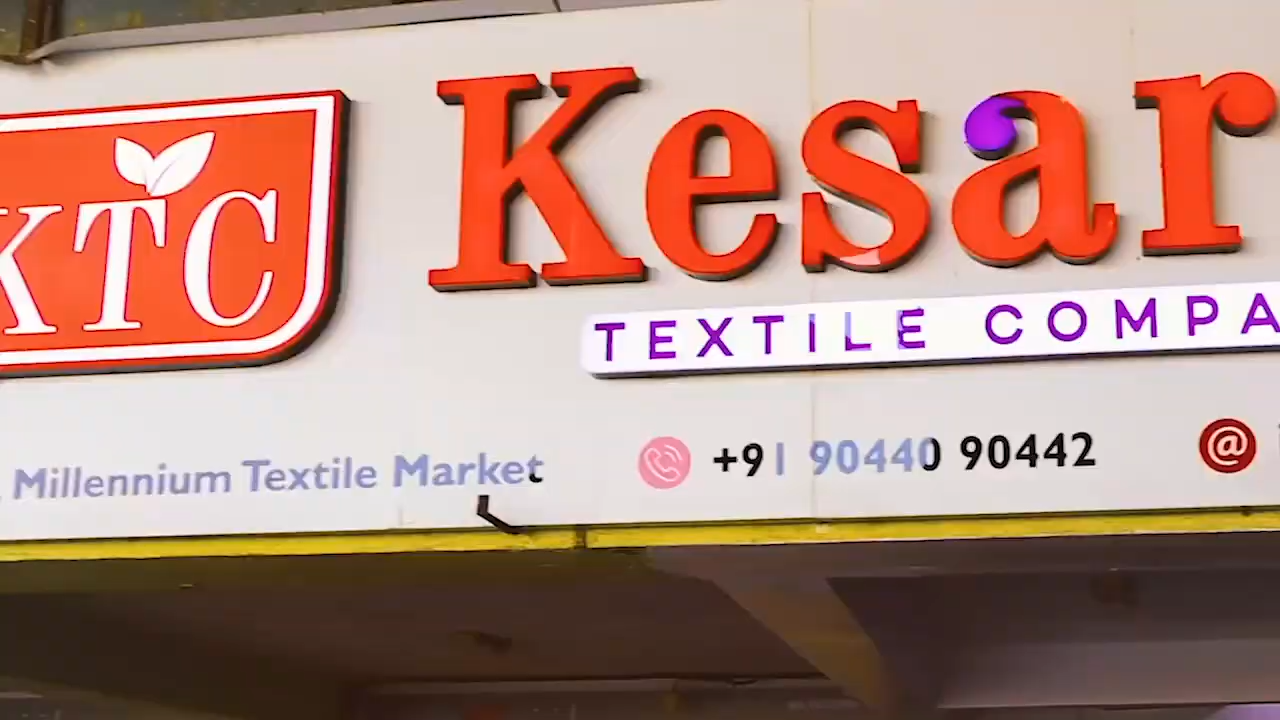 KTC
Kesar
TEXTILE COMPA
Millennium Textile Market
+91 90440 90442
@